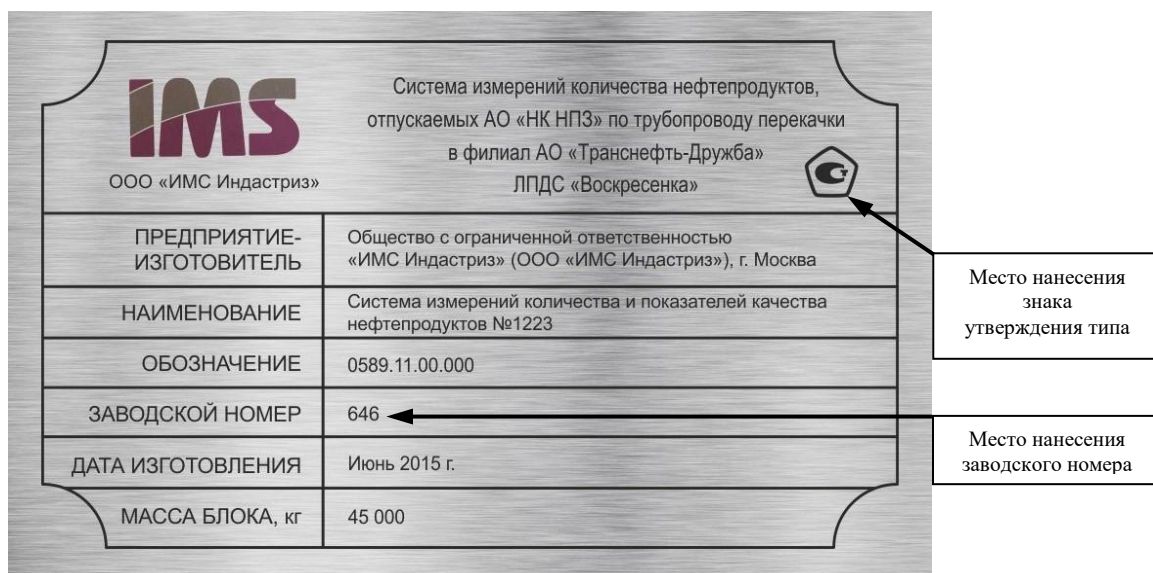 IMS
ООО «ИМС Индастриз»
Система измерений количества нефтепродуктов,
отпускаемых АО «НК НПЗ» по трубопроводу перекачки
в филиал АО «Транснефть-Дружба»
ЛПДС «Воскресенка»
ПРЕДПРИЯТИЕ-
ИЗГОТОВИТЕЛЬ
Общество с ограниченной ответственностью
«ИМС Индастриз» (ООО «ИМС Индастриз»), г. Москва
НАИМЕНОВАНИЕ
Система измерений количества и показателей качества
нефтепродуктов №1223
ОБОЗНАЧЕНИЕ
0589.11.00.000
ЗАВОДСКОЙ НОМЕР
646
ДАТА ИЗГОТОВЛЕНИЯ
Июнь 2015 г.
МАССА БЛОКА, кг
45 000
Место нанесения
знака
утверждения типа
Место нанесения
заводского номера